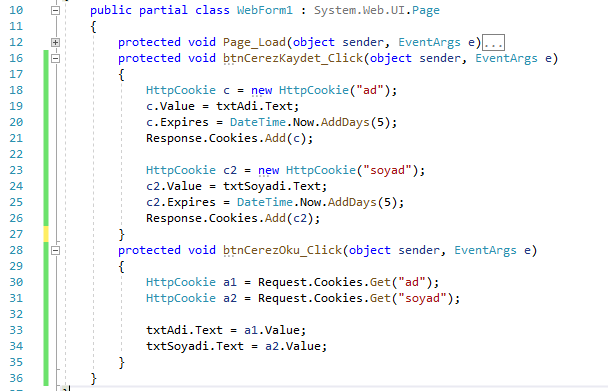 10 public partial class WebForm1 : System.Web.UI.Page
11 {
12 protected void Page_Load(object sender, EventArgs e)...
16 protected void btnCerezKaydet_Click(object sender, EventArgs e)
17 {
18 HttpCookie c = new HttpCookie("ad");
19 c.Value = txtAdi.Text;
20 c.Expires = DateTime.Now.AddDays(5);
21 Response.Cookies.Add(c);
22
23 HttpCookie c2 = new HttpCookie("soyad");
24 c2.Value = txtSoyadi.Text;
25 c2.Expires = DateTime.Now.AddDays(5);
26 Response.Cookies.Add(c2);
27 }
28 protected void btnCerezOku_Click(object sender, EventArgs e)
29 {
30 HttpCookie a1 = Request.Cookies.Get("ad");
31 HttpCookie a2 = Request.Cookies.Get("soyad");
32
33 txtAdi.Text = a1.Value;
34 txtSoyadi.Text = a2.Value;
35 }
36 }